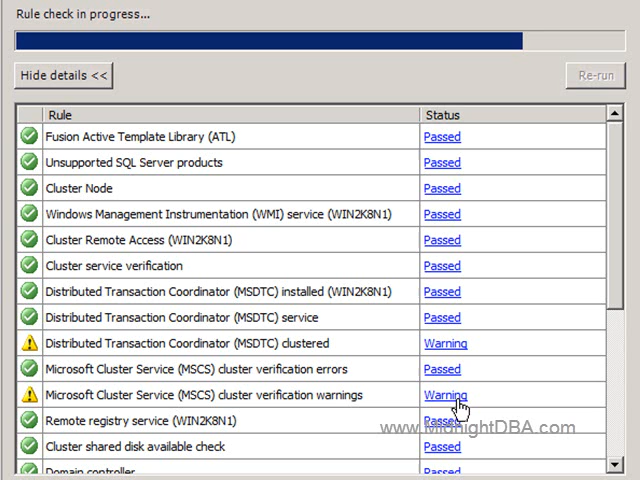 Rule check in progress...
Hide details <<
Re-run
Rule Status
Fusion Active Template Library (ATL) Passed
Unsupported SQL Server products Passed
Cluster Node Passed
Windows Management Instrumentation (WMI) service (WIN2K8N1) Passed
Cluster Remote Access (WIN2K8N1) Passed
Cluster service verification Passed
Distributed Transaction Coordinator (MSDTC) installed (WIN2K8N1) Passed
Distributed Transaction Coordinator (MSDTC) service Passed
Distributed Transaction Coordinator (MSDTC) clustered Warning
Microsoft Cluster Service (MSCS) cluster verification errors Passed
Microsoft Cluster Service (MSCS) cluster verification warnings Warning
Remote registry service (WIN2K8N1) Passed
www.MidnightDBA.com
Cluster shared disk available check Passed
Domain controller Passed